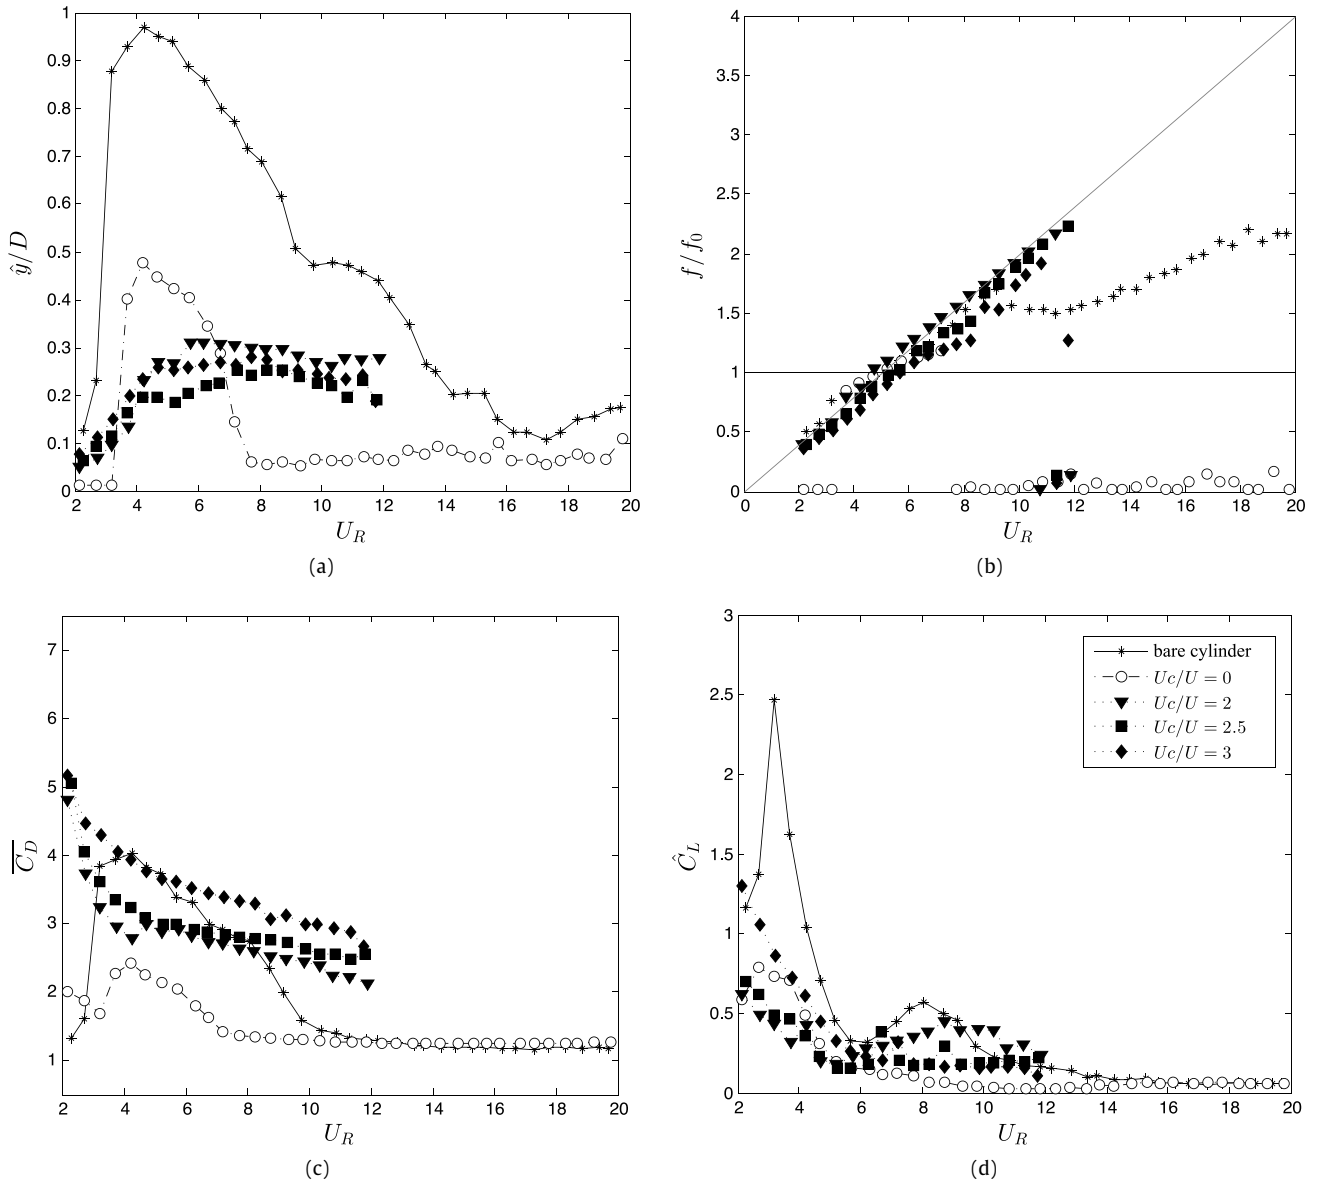 1
0.9
0.8
0.7
0.6
0.5
0.4
0.3
0.2
0.1
0
ŷ/D
2 4 6 8 10 12 14 16 18 20
U_R
(a)
4
3.5
3
2.5
2
1.5
1
0.5
0
f/f_0
0 2 4 6 8 10 12 14 16 18 20
U_R
(b)
7
6
5
4
3
2
1
\overline{C_D}
2 4 6 8 10 12 14 16 18 20
U_R
(c)
3
2.5
2
1.5
1
0.5
0
Ĉ_L
2 4 6 8 10 12 14 16 18 20
U_R
(d)
bare cylinder
Uc/U = 0
Uc/U = 2
Uc/U = 2.5
Uc/U = 3